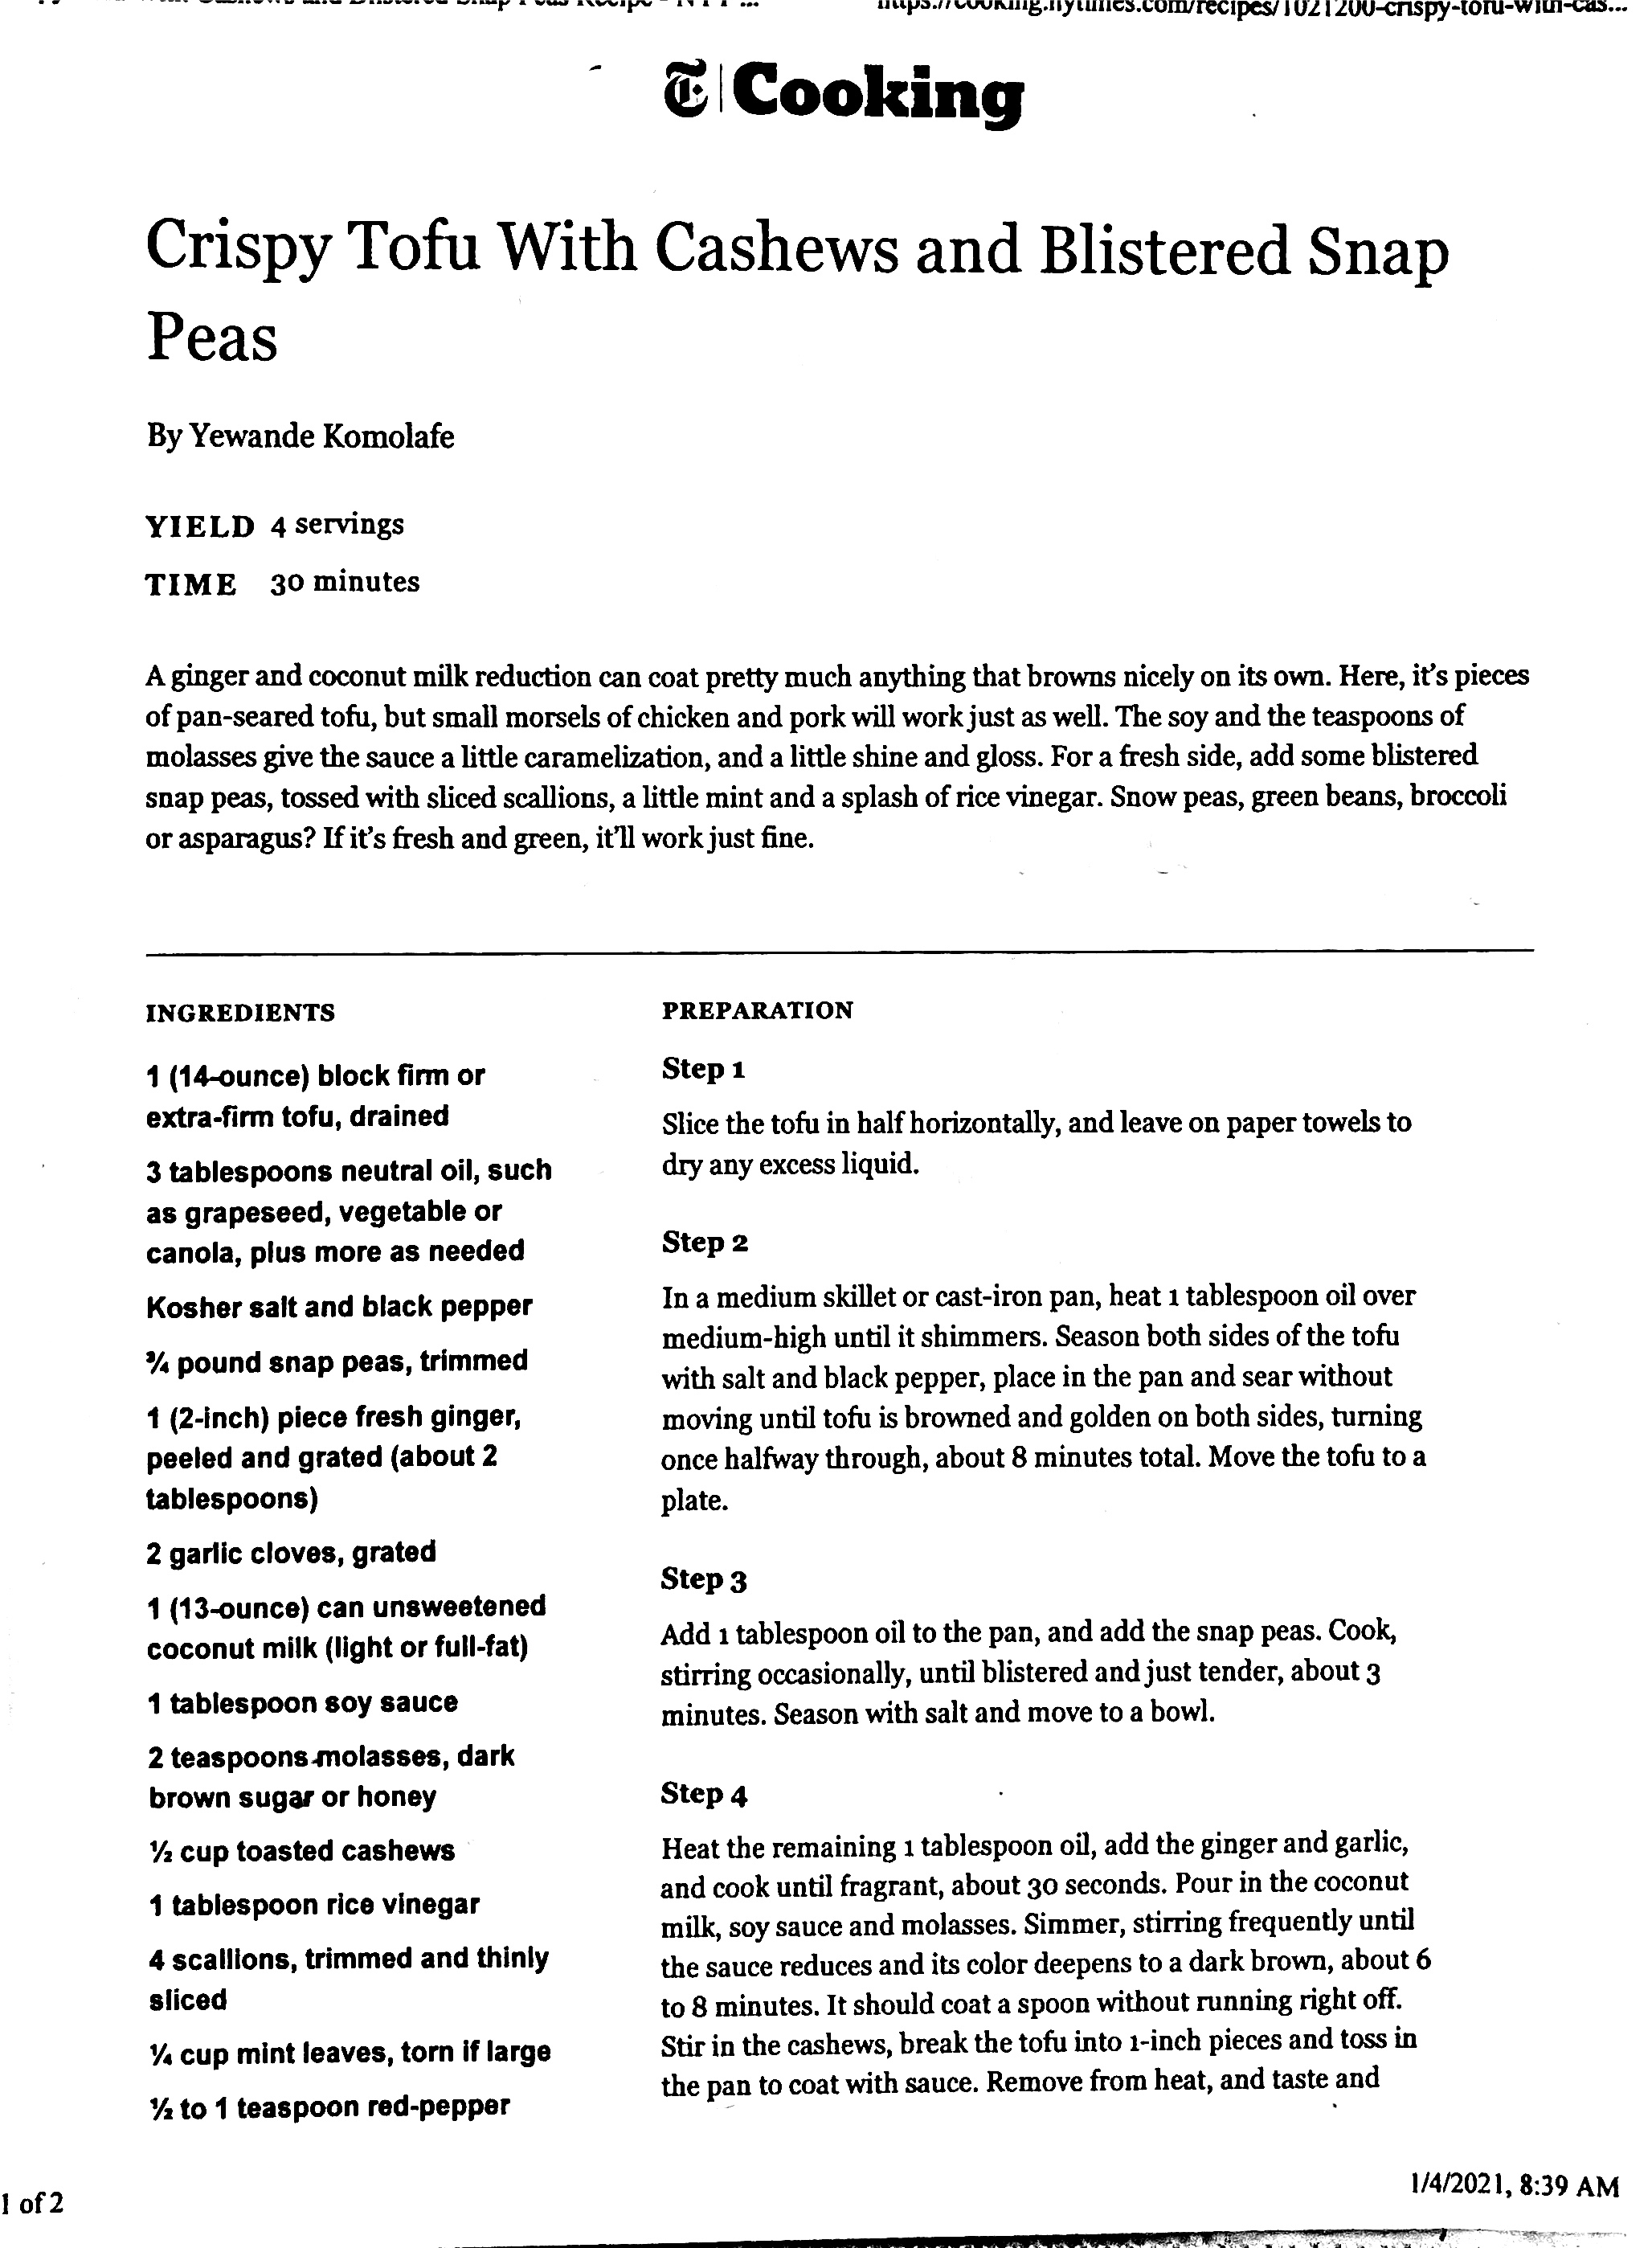 Cooking
Crispy Tofu With Cashews and Blistered Snap
Peas
By Yewande Komolafe
YIELD 4 servings
TIME 30 minutes
A ginger and coconut milk reduction can coat pretty much anything that browns nicely on its own. Here, it's pieces
of pan-seared tofu, but small morsels of chicken and pork will work just as well. The soy and the teaspoons of
molasses give the sauce a little caramelization, and a little shine and gloss. For a fresh side, add some blistered
snap peas, tossed with sliced scallions, a little mint and a splash of rice vinegar. Snow peas, green beans, broccoli
or asparagus? If it's fresh and green, it'll work just fine.
INGREDIENTS
1 (14-ounce) block firm or
extra-firm tofu, drained
3 tablespoons neutral oil, such
as grapeseed, vegetable or
canola, plus more as needed
Kosher salt and black pepper
¾ pound snap peas, trimmed
1 (2-inch) piece fresh ginger,
peeled and grated (about 2
tablespoons)
2 garlic cloves, grated
1 (13-ounce) can unsweetened
coconut milk (light or full-fat)
1 tablespoon soy sauce
2 teaspoons molasses, dark
brown sugar or honey
½ cup toasted cashews
1 tablespoon rice vinegar
4 scallions, trimmed and thinly
sliced
¼ cup mint leaves, torn if large
½ to 1 teaspoon red-pepper
PREPARATION
Step 1
Slice the tofu in half horizontally, and leave on paper towels to
dry any excess liquid.
Step 2
In a medium skillet or cast-iron pan, heat 1 tablespoon oil over
medium-high until it shimmers. Season both sides of the tofu
with salt and black pepper, place in the pan and sear without
moving until tofu is browned and golden on both sides, turning
once halfway through, about 8 minutes total. Move the tofu to a
plate.
Step 3
Add 1 tablespoon oil to the pan, and add the snap peas. Cook,
stirring occasionally, until blistered and just tender, about 3
minutes. Season with salt and move to a bowl.
Step 4
Heat the remaining 1 tablespoon oil, add the ginger and garlic,
and cook until fragrant, about 30 seconds. Pour in the coconut
milk, soy sauce and molasses. Simmer, stirring frequently until
the sauce reduces and its color deepens to a dark brown, about 6
to 8 minutes. It should coat a spoon without running right off.
Stir in the cashews, break the tofu into 1-inch pieces and toss in
the pan to coat with sauce. Remove from heat, and taste and
1 of 2
1/4/2021, 8:39 AM